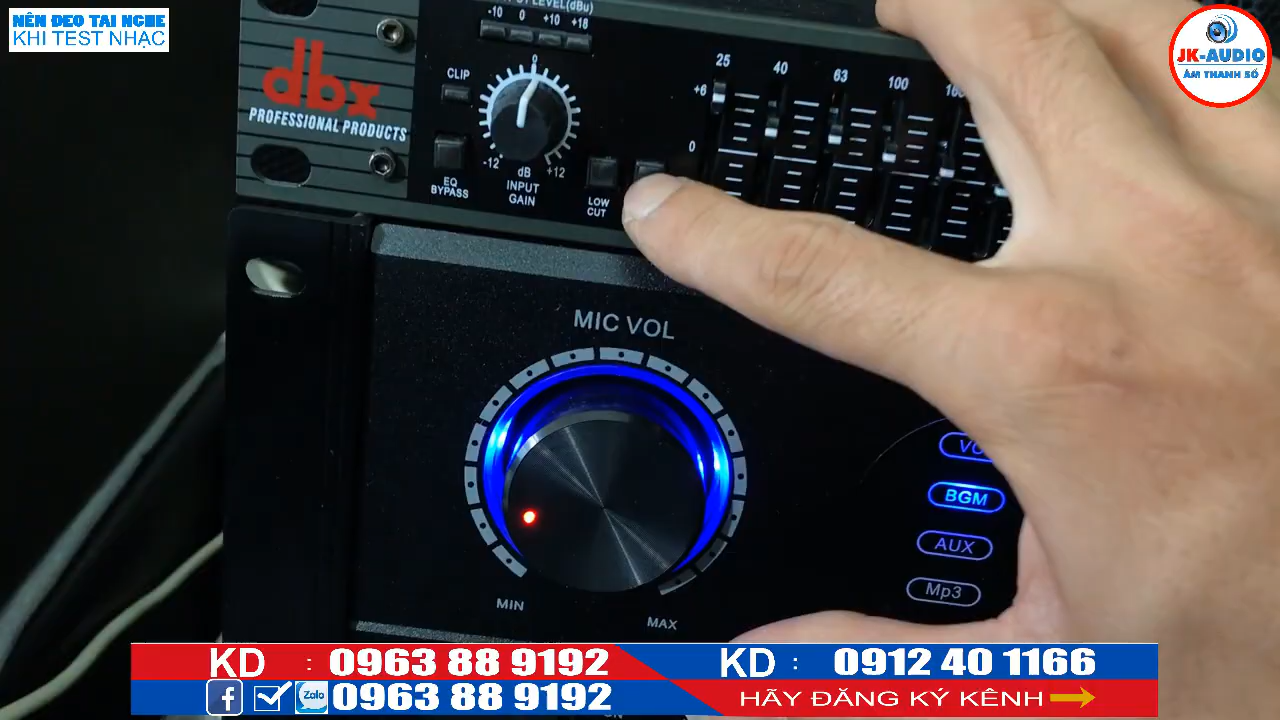 NÊN ĐEO TAI NGHE
KHI TEST NHẠC
JK-AUDIO
ÂM THANH SỐ
LEVEL(dBu)
-10 0 +10 +18
CLIP
0
-12 dB +12
INPUT
GAIN
EQ
BYPASS
LOW
CUT
dbx
PROFESSIONAL PRODUCTS
25 40 63 100
+6
0
MIC VOL
MIN
MAX
BGM
AUX
Mp3
KD : 0963 88 9192
KD : 0912 40 1166
Zalo 0963 88 9192
HÃY ĐĂNG KÝ KÊNH